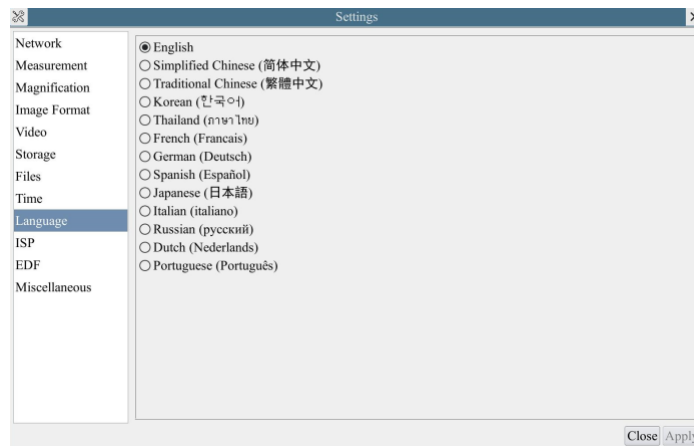 Settings
Network
Measurement
Magnification
Image Format
Video
Storage
Files
Time
Language
ISP
EDF
Miscellaneous
English
Simplified Chinese (简体中文)
Traditional Chinese (繁體中文)
Korean (한국어)
Thailand (ภาษาไทย)
French (Francais)
German (Deutsch)
Spanish (Español)
Japanese (日本語)
Italian (italiano)
Russian (русский)
Dutch (Nederlands)
Portuguese (Português)
Close Apply